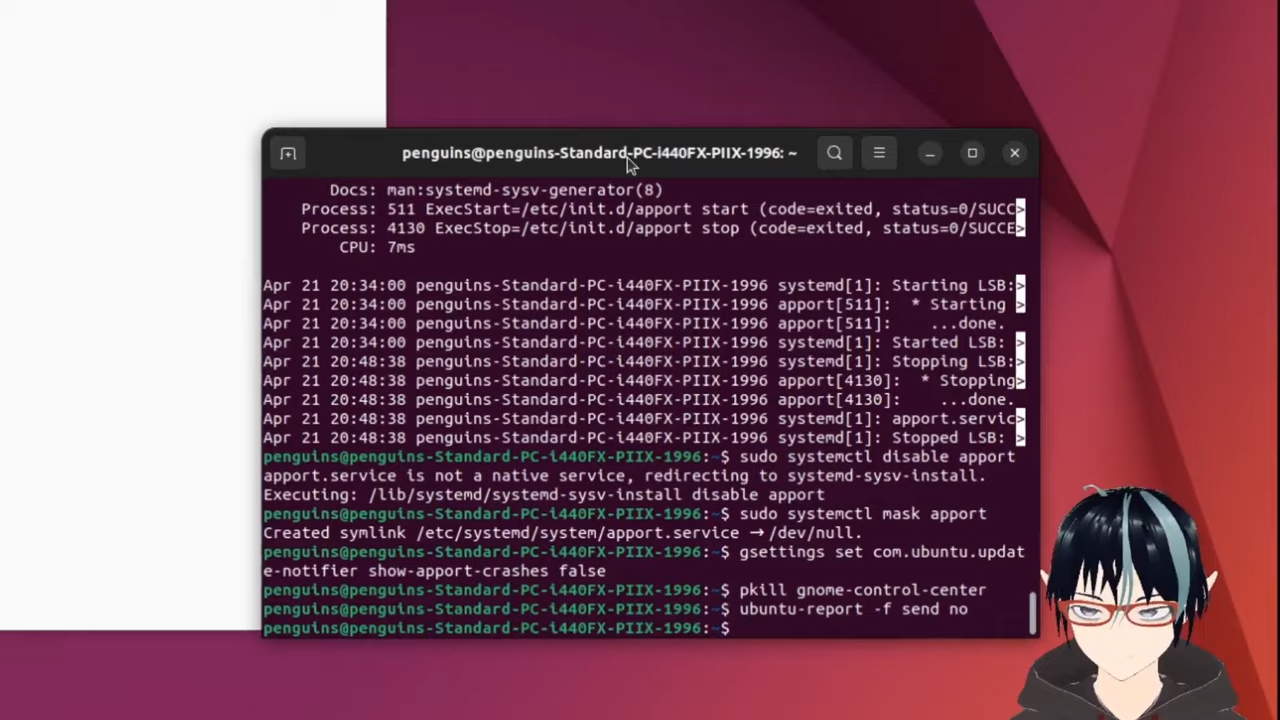 penguins@penguins-Standard-PC-i440FX-PIIX-1996: ~
Docs: man:systemd-sysv-generator(8)
Process: 511 ExecStart=/etc/init.d/apport start (code=exited, status=0/SUCC>
Process: 4130 ExecStop=/etc/init.d/apport stop (code=exited, status=0/SUCCE>
CPU: 7ms
Apr 21 20:34:00 penguins-Standard-PC-i440FX-PIIX-1996 systemd[1]: Starting LSB:>
Apr 21 20:34:00 penguins-Standard-PC-i440FX-PIIX-1996 apport[511]:  * Starting >
Apr 21 20:34:00 penguins-Standard-PC-i440FX-PIIX-1996 apport[511]:    ...done.
Apr 21 20:34:00 penguins-Standard-PC-i440FX-PIIX-1996 systemd[1]: Started LSB: >
Apr 21 20:48:38 penguins-Standard-PC-i440FX-PIIX-1996 systemd[1]: Stopping LSB:>
Apr 21 20:48:38 penguins-Standard-PC-i440FX-PIIX-1996 apport[4130]:  * Stopping>
Apr 21 20:48:38 penguins-Standard-PC-i440FX-PIIX-1996 apport[4130]:    ...done.
Apr 21 20:48:38 penguins-Standard-PC-i440FX-PIIX-1996 systemd[1]: apport.servic>
Apr 21 20:48:38 penguins-Standard-PC-i440FX-PIIX-1996 systemd[1]: Stopped LSB: >
penguins@penguins-Standard-PC-i440FX-PIIX-1996:~$ sudo systemctl disable apport
apport.service is not a native service, redirecting to systemd-sysv-install.
Executing: /lib/systemd/systemd-sysv-install disable apport
penguins@penguins-Standard-PC-i440FX-PIIX-1996:~$ sudo systemctl mask apport
Created symlink /etc/systemd/system/apport.service → /dev/null.
penguins@penguins-Standard-PC-i440FX-PIIX-1996:~$ gsettings set com.ubuntu.updat
e-notifier show-apport-crashes false
penguins@penguins-Standard-PC-i440FX-PIIX-1996:~$ pkill gnome-control-center
penguins@penguins-Standard-PC-i440FX-PIIX-1996:~$ ubuntu-report -f send no
penguins@penguins-Standard-PC-i440FX-PIIX-1996:~$